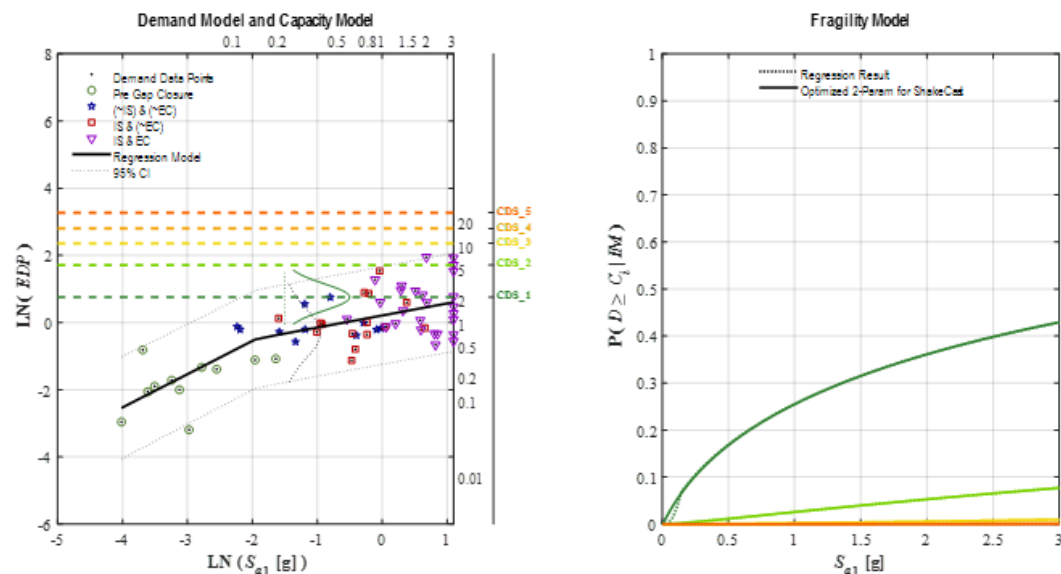 Demand Model and Capacity Model
0.1 0.2 0.5 0.8 1 1.5 2 3
8
6
4
2
0
-2
-4
-6
LN(EDP)
Demand Data Points
Pre Gap Closure
(~IS) & (~EC)
IS & (~EC)
IS & EC
Regression Model
95% CI
20
10
5
2
1
0.5
0.2
0.1
0.01
CDS_5
CDS_4
CDS_3
CDS_2
CDS_1
-5 -4 -3 -2 -1 0 1
LN (Sa1 [g])
Fragility Model
1
0.9
0.8
0.7
0.6
0.5
0.4
0.3
0.2
0.1
0
P( D ≥ Ci | IM)
Regression Result
Optimized 2-Param for ShakeCast
0 0.5 1 1.5 2 2.5 3
Sa1 [g]